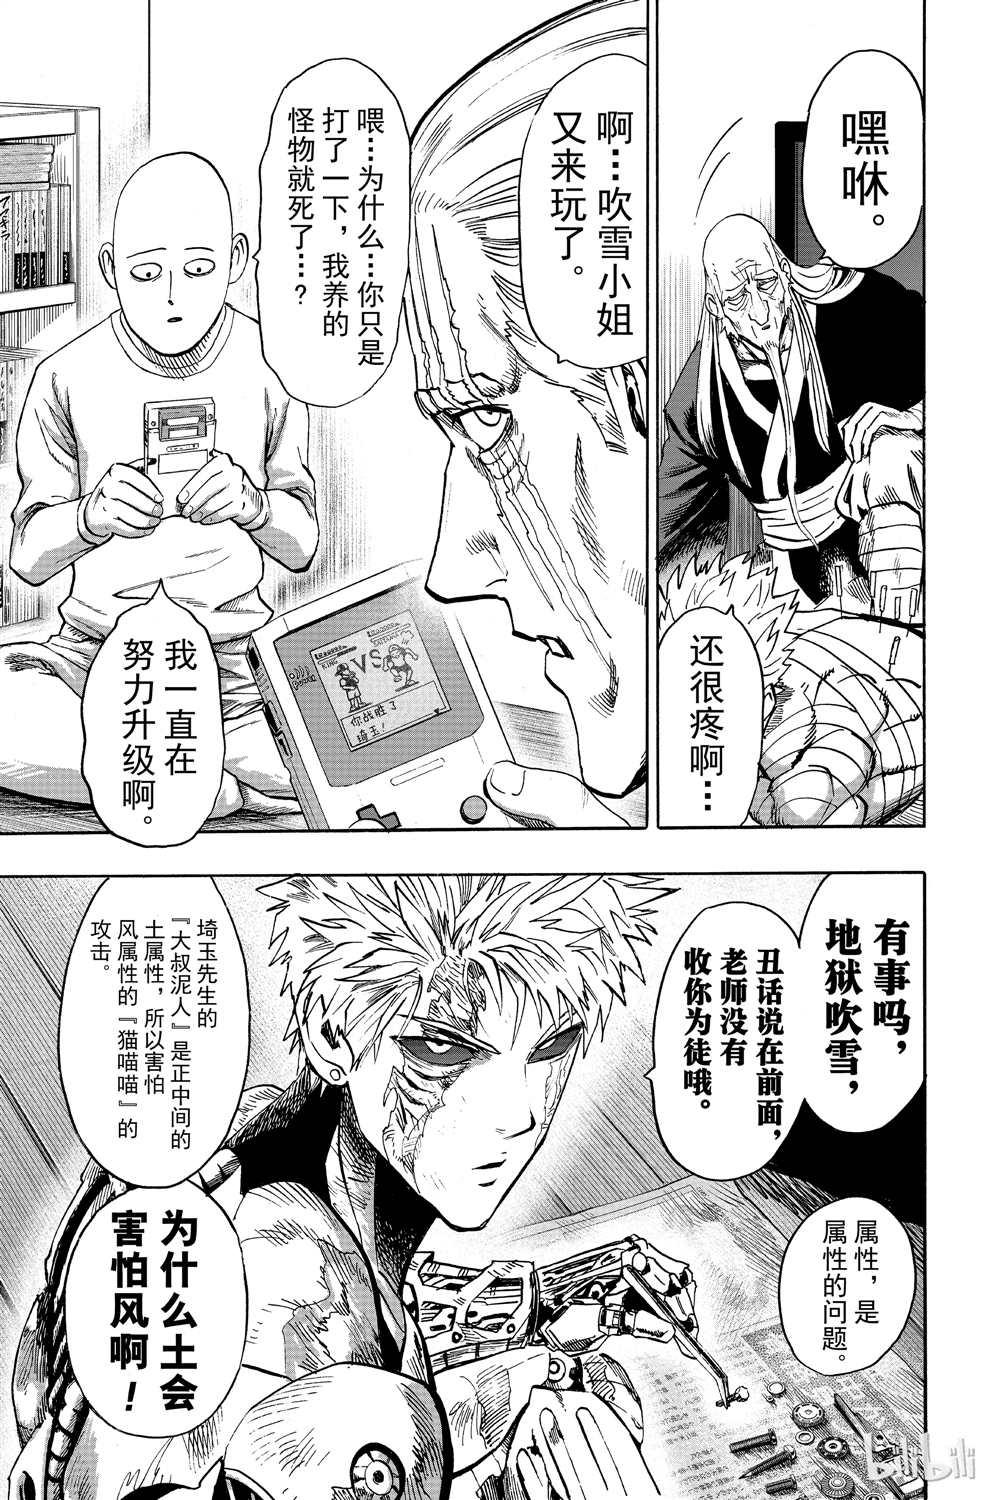 嘿咻。
还很疼啊…
啊…吹雪小姐
又来玩了。
喂…为什么…你只是
打了一下，我养的
怪物就死了…？
KING
VS
你战胜了
埼玉！
我一直在
努力升级啊。
有事吗，
地狱吹雪，
丑话说在前面，
老师没有
收你为徒哦。
属性，是
属性的问题。
埼玉先生的
『大叔泥人』是正中间的
土属性，所以害怕
风属性的『猫喵喵』的
攻击。
为什么土会
害怕风啊！
bilibili